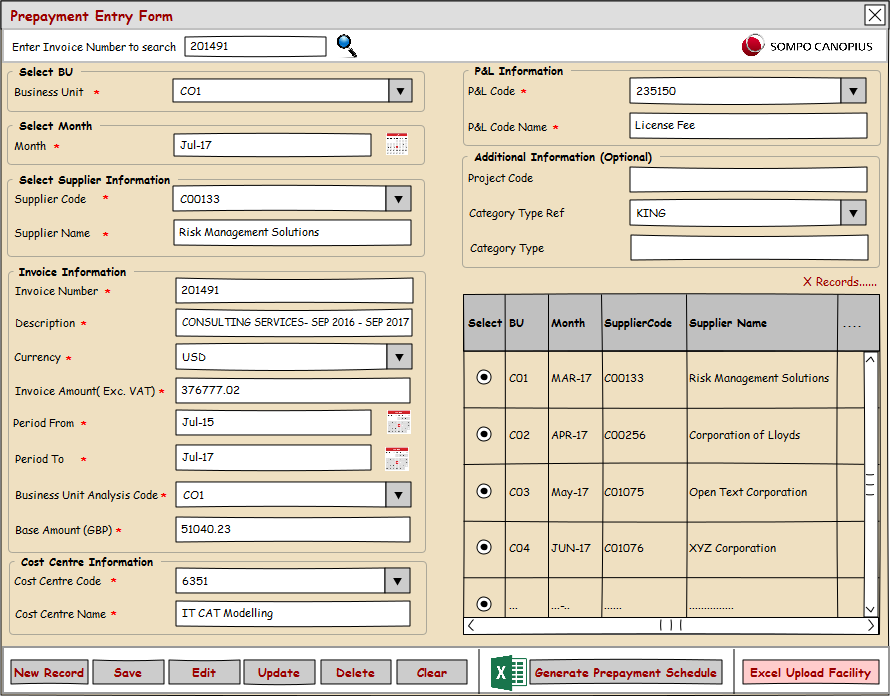 Prepayment Entry Form
Enter Invoice Number to search 201491
SOMPO CANOPIUS
Select BU
Business Unit * CO1
Select Month
Month * Jul-17
Select Supplier Information
Supplier Code * C00133
Supplier Name * Risk Management Solutions
Invoice Information
Invoice Number * 201491
Description * CONSULTING SERVICES- SEP 2016 - SEP 2017
Currency * USD
Invoice Amount( Exc. VAT) * 376777.02
Period From * Jul-15
Period To * Jul-17
Business Unit Analysis Code * CO1
Base Amount (GBP) * 51040.23
Cost Centre Information
Cost Centre Code * 6351
Cost Centre Name * IT CAT Modelling
P&L Information
P&L Code * 235150
P&L Code Name * License Fee
Additional Information (Optional)
Project Code
Category Type Ref KING
Category Type
X Records......
Select BU Month SupplierCode Supplier Name ....
CO1 MAR-17 C00133 Risk Management Solutions
CO2 APR-17 C00256 Corporation of Lloyds
CO3 May-17 C01075 Open Text Corporation
CO4 JUN-17 C01076 XYZ Corporation
... ...-.. ...... ...............
New Record Save Edit Update Delete Clear X Generate Prepayment Schedule Excel Upload Facility